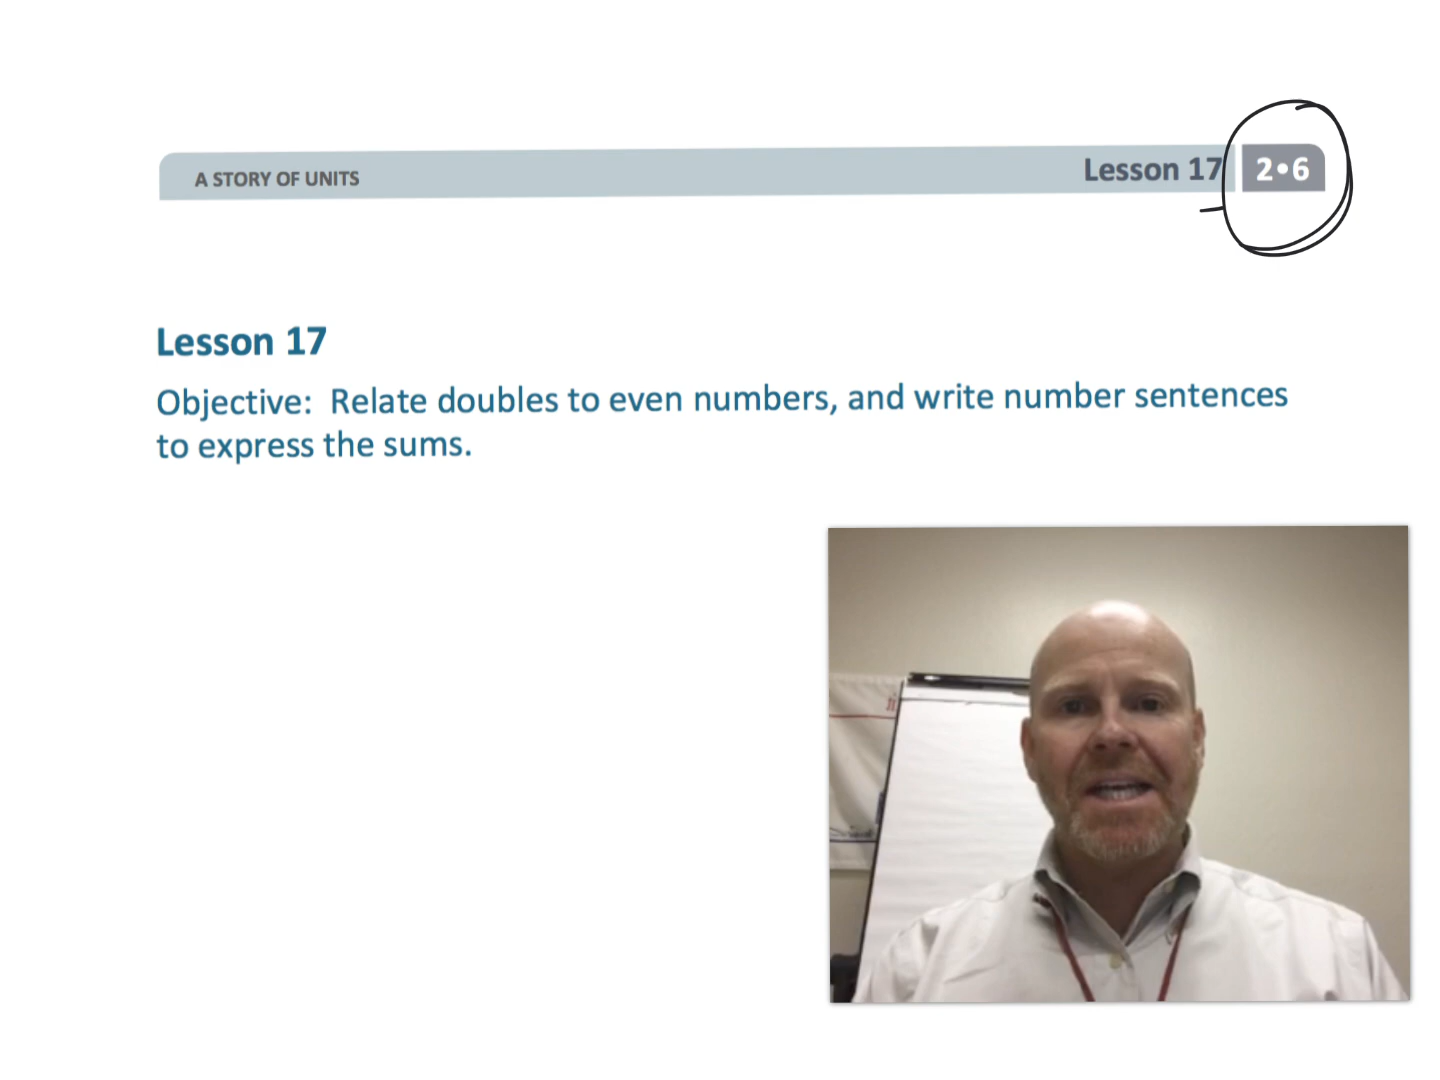 A STORY OF UNITS
Lesson 17
2•6
Lesson 17
Objective: Relate doubles to even numbers, and write number sentences
to express the sums.